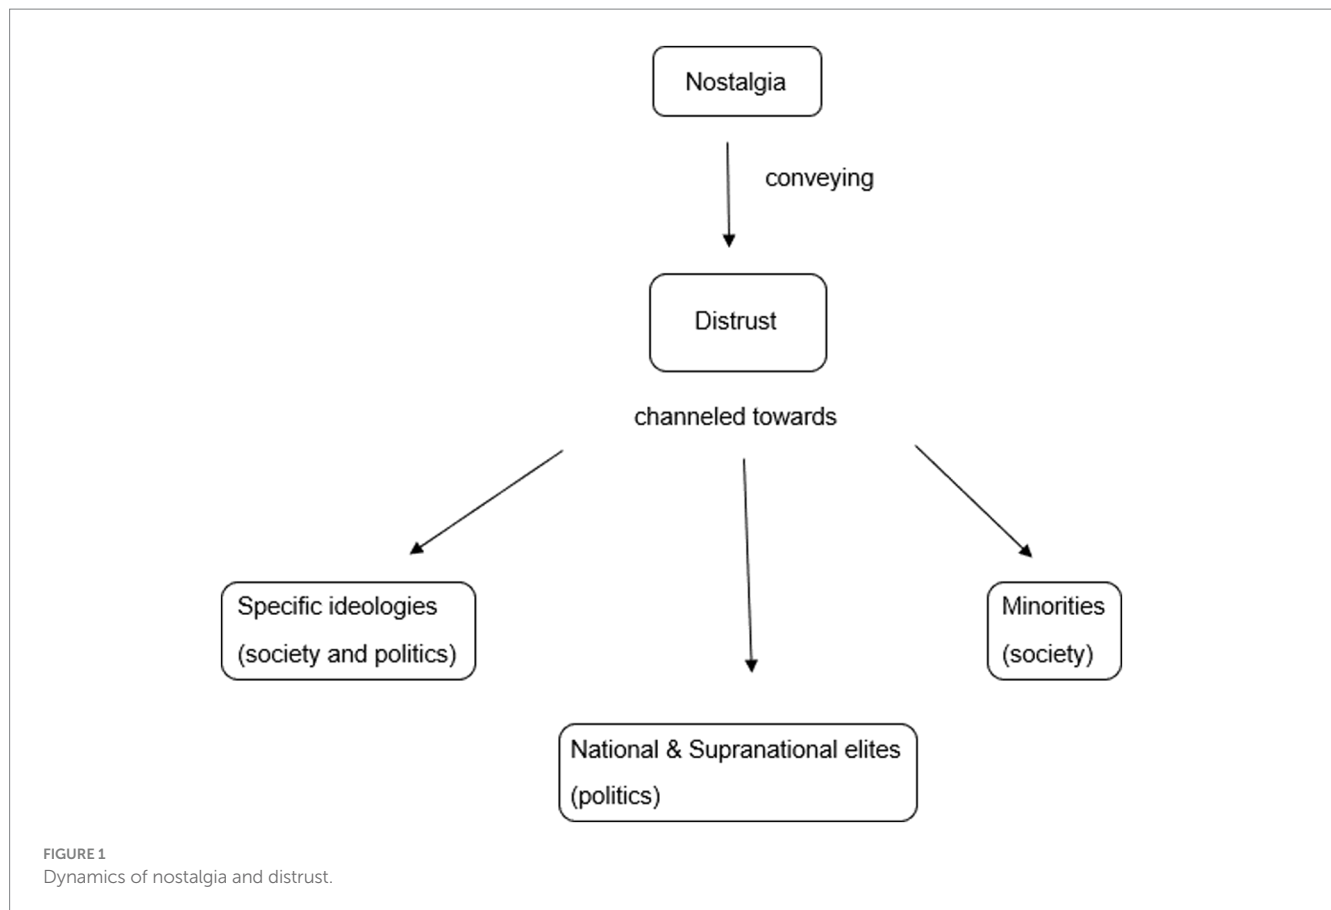 Nostalgia
conveying
Distrust
channeled towards
Specific ideologies
(society and politics)
Minorities
(society)
National & Supranational elites
(politics)
FIGURE 1
Dynamics of nostalgia and distrust.